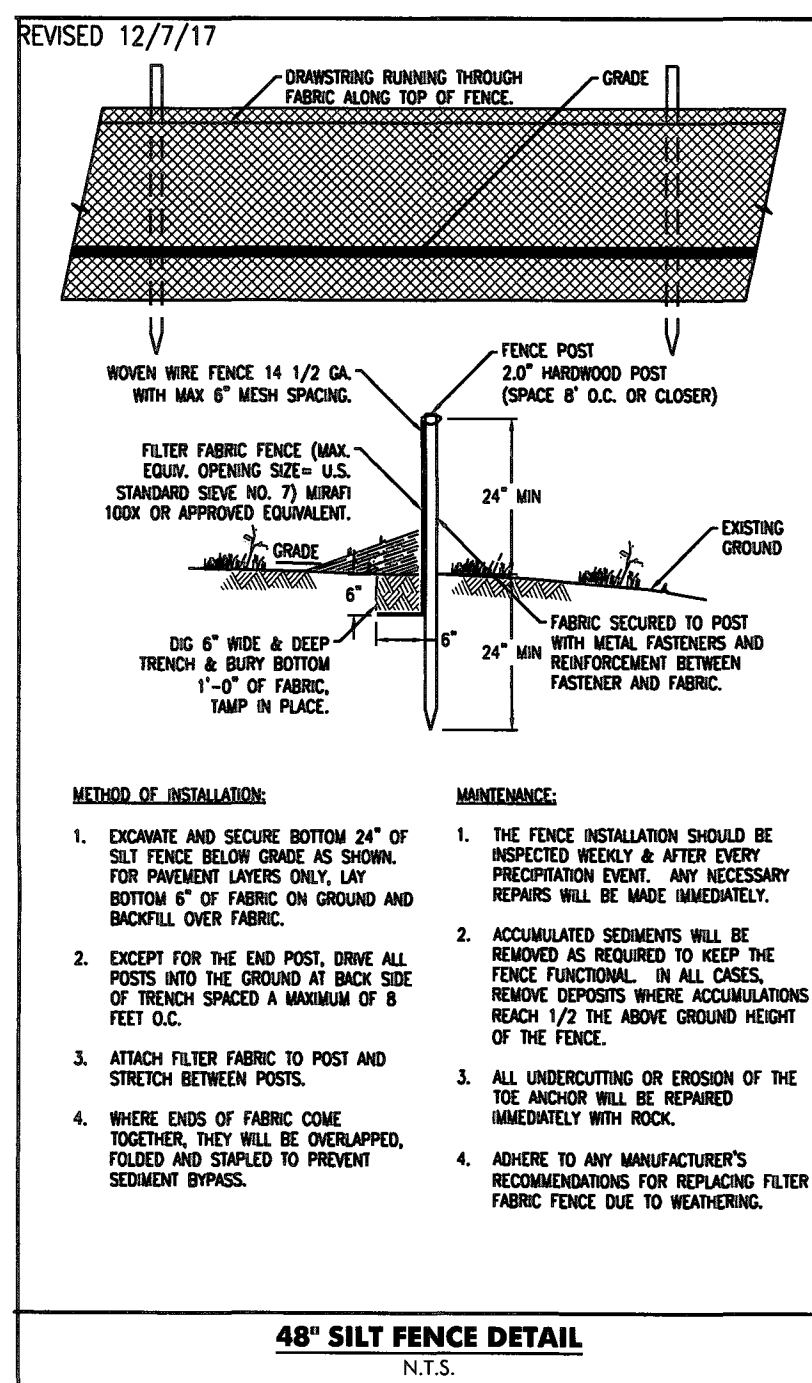 REVISED 12/7/17
DRAWSTRING RUNNING THROUGH
FABRIC ALONG TOP OF FENCE.
GRADE
WOVEN WIRE FENCE 14 1/2 GA.
WITH MAX 6" MESH SPACING.
FENCE POST
2.0" HARDWOOD POST
(SPACE 8' O.C. OR CLOSER)
FILTER FABRIC FENCE (MAX.
EQUIV. OPENING SIZE= U.S.
STANDARD SIEVE NO. 7) MIRAFI
100X OR APPROVED EQUIVALENT.
24" MIN
GRADE
EXISTING
GROUND
6"
6"
DIG 6" WIDE & DEEP
TRENCH & BURY BOTTOM
1'-0" OF FABRIC,
TAMP IN PLACE.
24" MIN
FABRIC SECURED TO POST
WITH METAL FASTENERS AND
REINFORCEMENT BETWEEN
FASTENER AND FABRIC.
METHOD OF INSTALLATION:
1. EXCAVATE AND SECURE BOTTOM 24" OF
SILT FENCE BELOW GRADE AS SHOWN.
FOR PAVEMENT LAYERS ONLY, LAY
BOTTOM 6" OF FABRIC ON GROUND AND
BACKFILL OVER FABRIC.
2. EXCEPT FOR THE END POST, DRIVE ALL
POSTS INTO THE GROUND AT BACK SIDE
OF TRENCH SPACED A MAXIMUM OF 8
FEET O.C.
3. ATTACH FILTER FABRIC TO POST AND
STRETCH BETWEEN POSTS.
4. WHERE ENDS OF FABRIC COME
TOGETHER, THEY WILL BE OVERLAPPED,
FOLDED AND STAPLED TO PREVENT
SEDIMENT BYPASS.
MAINTENANCE:
1. THE FENCE INSTALLATION SHOULD BE
INSPECTED WEEKLY & AFTER EVERY
PRECIPITATION EVENT. ANY NECESSARY
REPAIRS WILL BE MADE IMMEDIATELY.
2. ACCUMULATED SEDIMENTS WILL BE
REMOVED AS REQUIRED TO KEEP THE
FENCE FUNCTIONAL. IN ALL CASES,
REMOVE DEPOSITS WHERE ACCUMULATIONS
REACH 1/2 THE ABOVE GROUND HEIGHT
OF THE FENCE.
3. ALL UNDERCUTTING OR EROSION OF THE
TOE ANCHOR WILL BE REPAIRED
IMMEDIATELY WITH ROCK.
4. ADHERE TO ANY MANUFACTURER'S
RECOMMENDATIONS FOR REPLACING FILTER
FABRIC FENCE DUE TO WEATHERING.
48" SILT FENCE DETAIL
N.T.S.